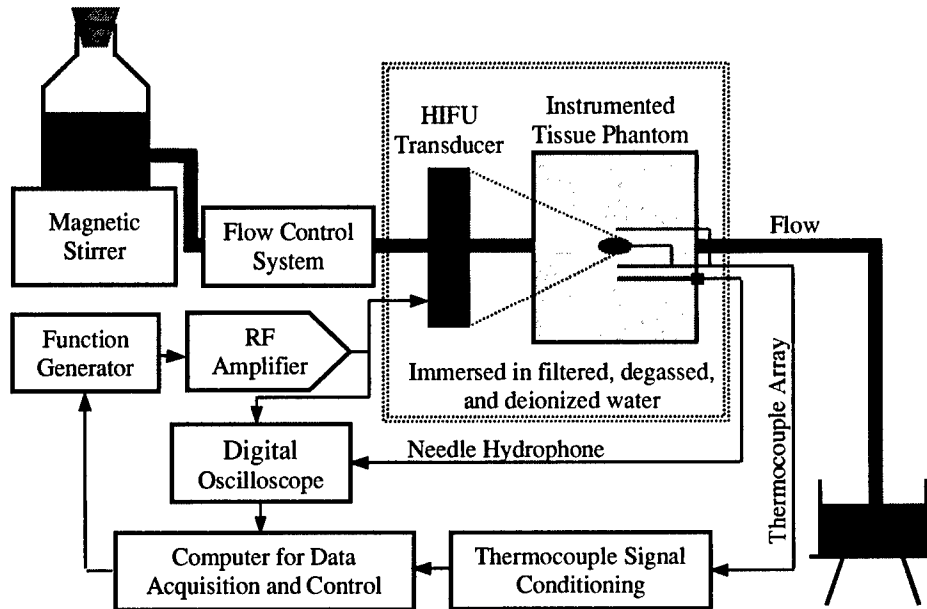 HIFU
Transducer
Instrumented
Tissue Phantom
Magnetic
Stirrer
Flow Control
System
Flow
Function
Generator
RF
Amplifier
Immersed in filtered, degassed,
and deionized water
Thermocouple Array
Digital
Oscilloscope
Needle Hydrophone
Computer for Data
Acquisition and Control
Thermocouple Signal
Conditioning